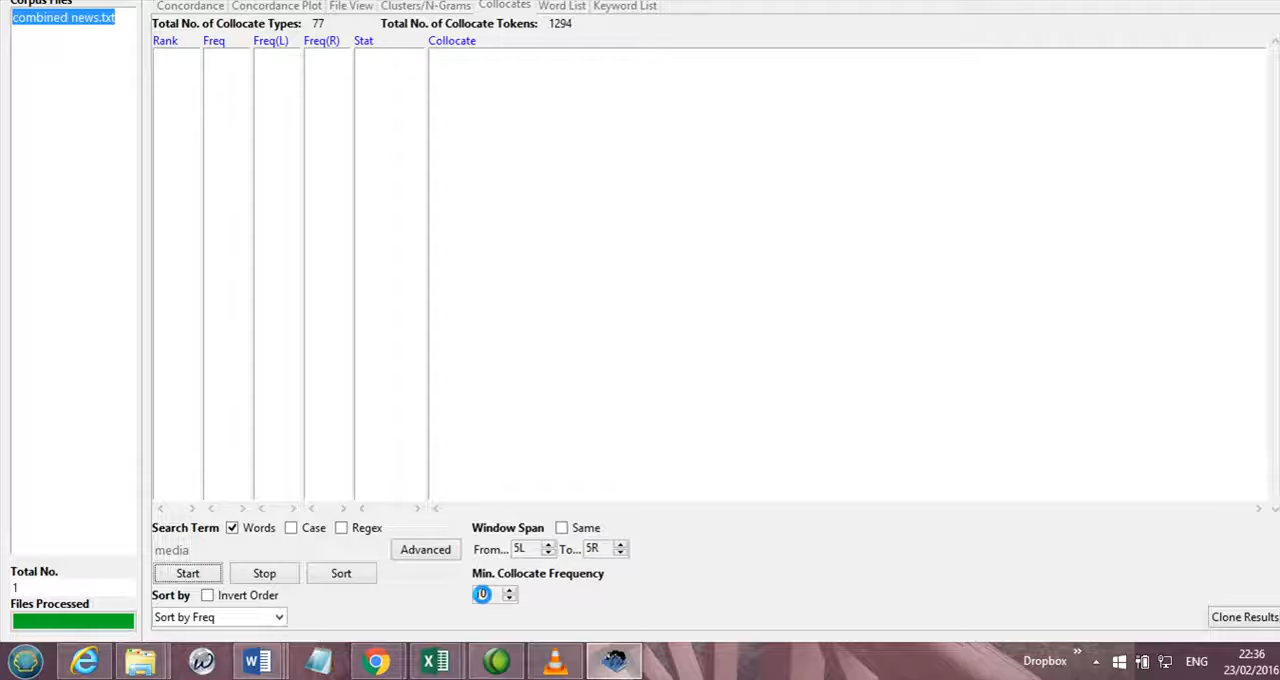 Corpus Files
combined news.txt
Concordance Concordance Plot File View Clusters/N-Grams Collocates Word List Keyword List
Total No. of Collocate Types: 77 Total No. of Collocate Tokens: 1294
Rank Freq Freq(L) Freq(R) Stat Collocate
Search Term Words Case Regex Window Span Same
media Advanced From... 5L To... 5R
Total No.
1
Start Stop Sort Min. Collocate Frequency
Sort by Invert Order 10
Files Processed
Sort by Freq Clone Results
Dropbox ENG 22:36
23/02/2016